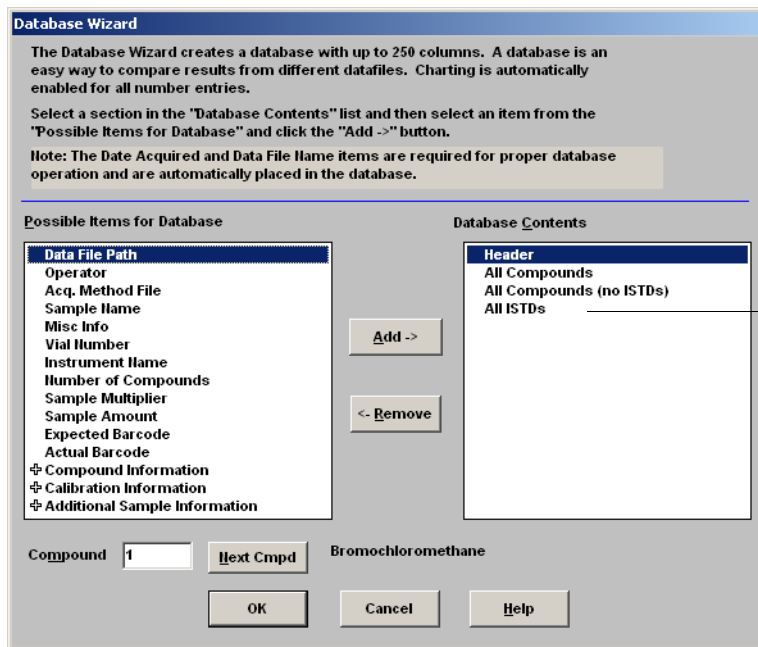 Database Wizard
The Database Wizard creates a database with up to 250 columns. A database is an
easy way to compare results from different datafiles. Charting is automatically
enabled for all number entries.
Select a section in the "Database Contents" list and then select an item from the
"Possible Items for Database" and click the "Add ->" button.
Note: The Date Acquired and Data File Name items are required for proper database
operation and are automatically placed in the database.
Possible Items for Database
Data File Path
Operator
Acq. Method File
Sample Name
Misc Info
Vial Number
Instrument Name
Number of Compounds
Sample Multiplier
Sample Amount
Expected Barcode
Actual Barcode
Compound Information
Calibration Information
Additional Sample Information
Add ->
<- Remove
Database Contents
Header
All Compounds
All Compounds (no ISTDs)
All ISTDs
Compound 1 Next Cmpd Bromochloromethane
OK Cancel Help